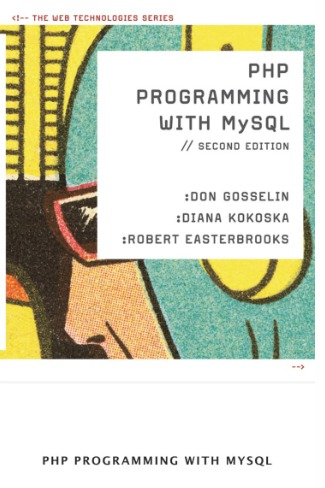 <!-- THE WEB TECHNOLOGIES SERIES
PHP
PROGRAMMING
WITH MySQL
// SECOND EDITION
:DON GOSSELIN
:DIANA KOKOSKA
:ROBERT EASTERBROOKS
-->
PHP PROGRAMMING WITH MYSQL